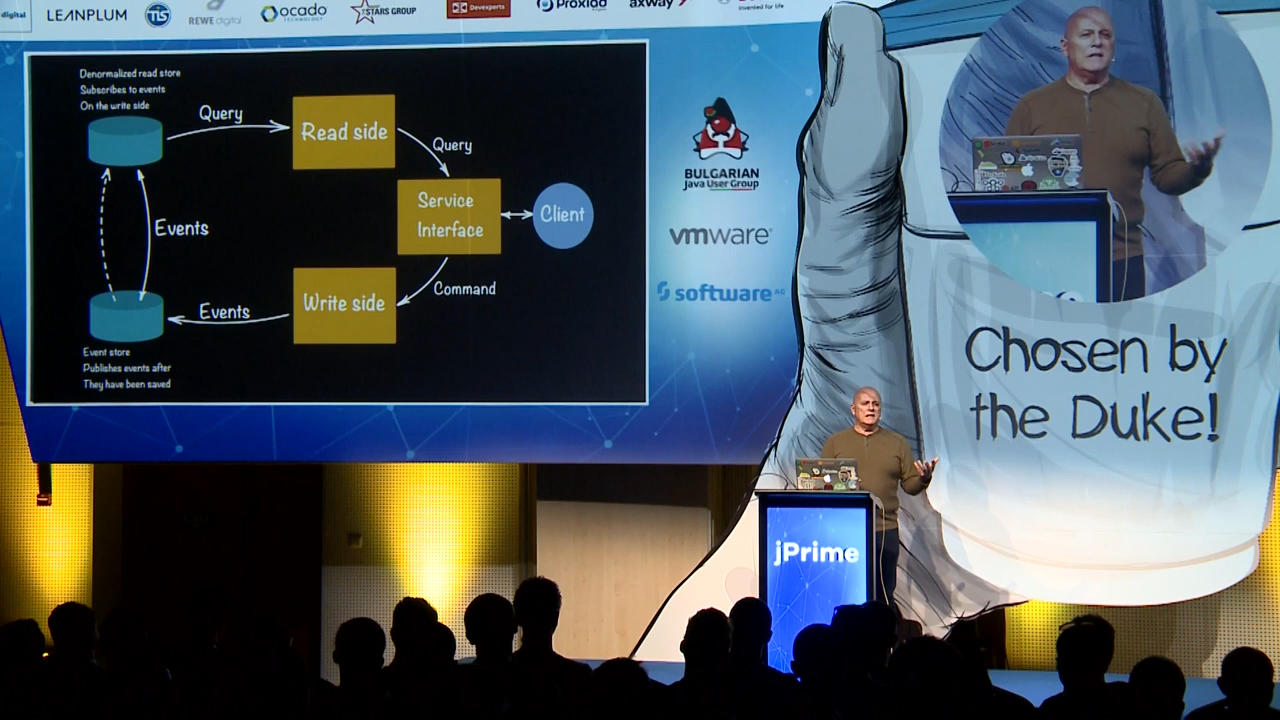 digital
LEANPLUM
TIS
REWE digital
ocado
TECHNOLOGY
THE STARS GROUP
Devexperts
Proxiad
axway
invented for life
Denormalized read store
Subscribes to events
On the write side
Query
Read side
Query
Service
Interface
Client
Events
Command
Write side
Events
Event store
Publishes events after
They have been saved
BULGARIAN
Java User Group
vmware
software AG
Chosen by
the Duke!
jPrime